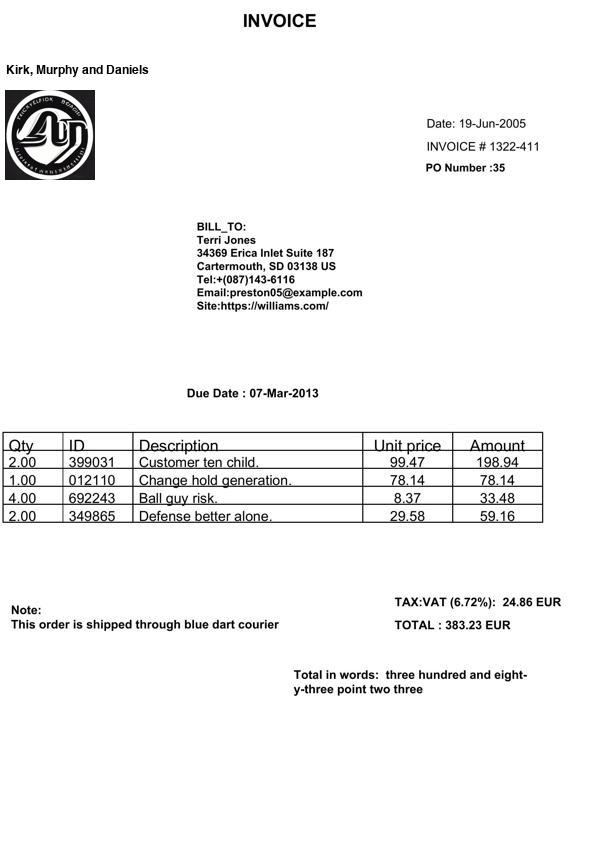 INVOICE
Kirk, Murphy and Daniels
Date: 19-Jun-2005
INVOICE # 1322-411
PO Number :35
BILL_TO:
Terri Jones
34369 Erica Inlet Suite 187
Cartermouth, SD 03138 US
Tel:+(087)143-6116
Email:preston05@example.com
Site:https://williams.com/
Due Date : 07-Mar-2013
Qty ID Description Unit price Amount
2.00 399031 Customer ten child. 99.47 198.94
1.00 012110 Change hold generation. 78.14 78.14
4.00 692243 Ball guy risk. 8.37 33.48
2.00 349865 Defense better alone. 29.58 59.16
TAX:VAT (6.72%): 24.86 EUR
Note:
This order is shipped through blue dart courier
TOTAL : 383.23 EUR
Total in words: three hundred and eight-
y-three point two three